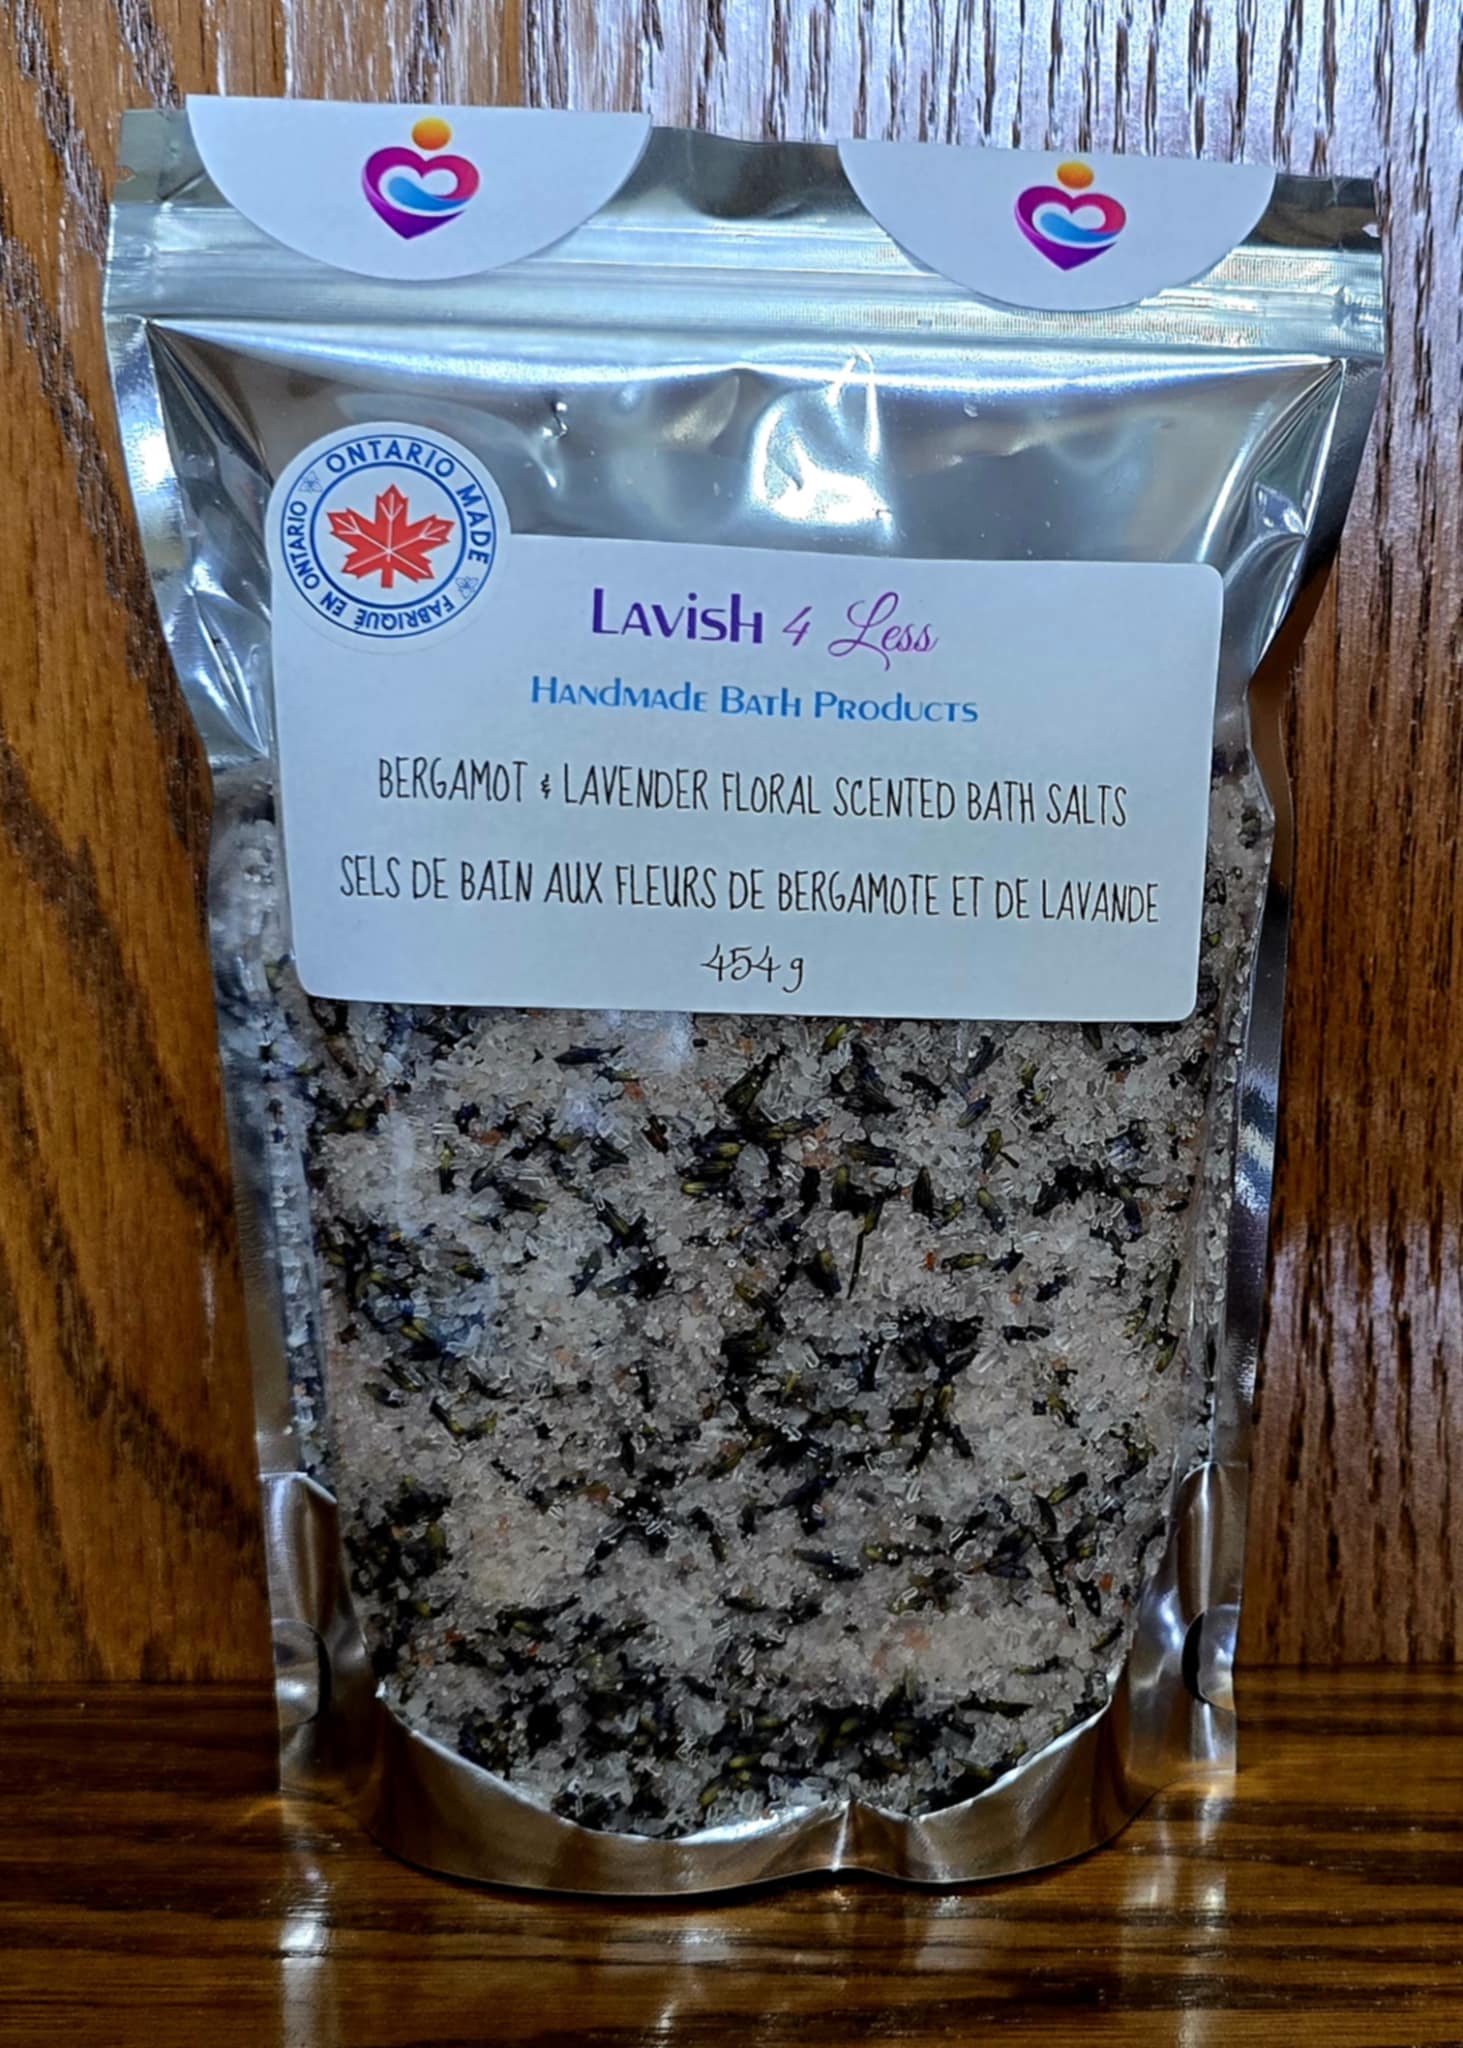 ONTARIO MADE
FABRIQUÉ EN ONTARIO
LAVISH 4 Less
HANDMADE BATH PRODUCTS
BERGAMOT & LAVENDER FLORAL SCENTED BATH SALTS
SELS DE BAIN AUX FLEURS DE BERGAMOTE ET DE LAVANDE
454 g